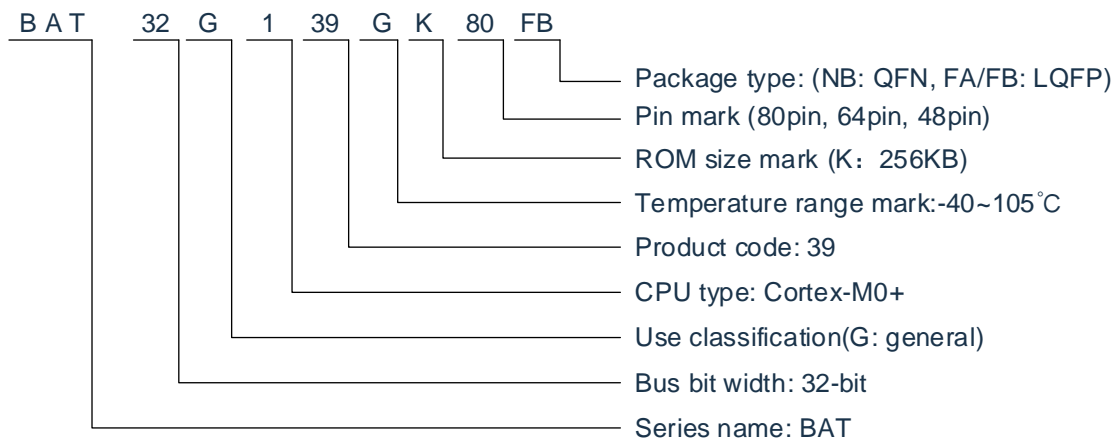 BAT 32 G 1 39 G K 80 FB
Package type: (NB: QFN, FA/FB: LQFP)
Pin mark (80pin, 64pin, 48pin)
ROM size mark (K：256KB)
Temperature range mark:-40~105℃
Product code: 39
CPU type: Cortex-M0+
Use classification(G: general)
Bus bit width: 32-bit
Series name: BAT